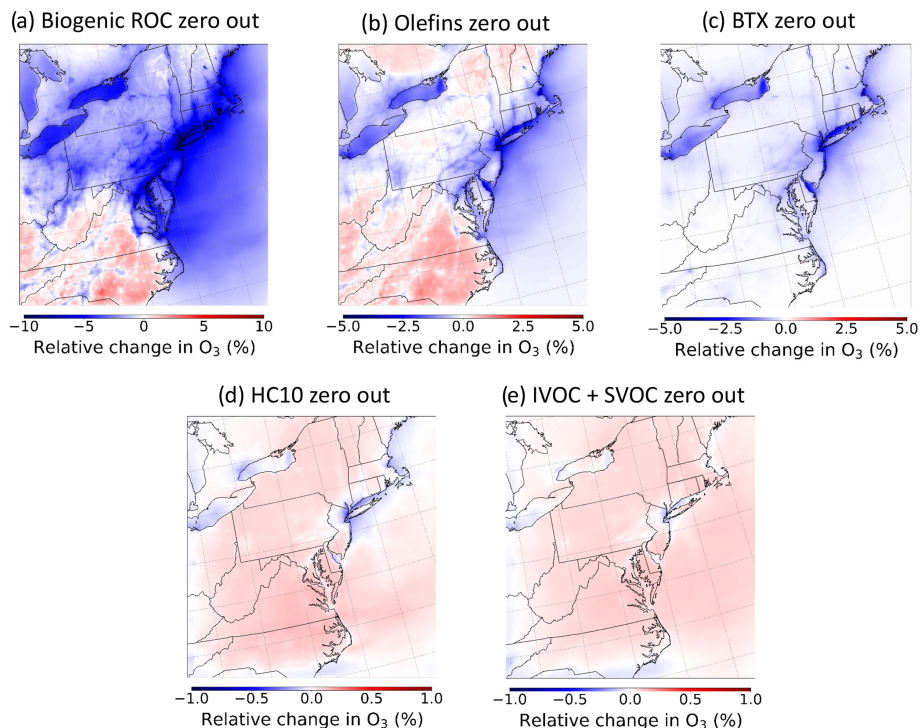 (a) Biogenic ROC zero out
(b) Olefins zero out
(c) BTX zero out
−10 −5 0 5 10
Relative change in O₃ (%)
−5.0 −2.5 0.0 2.5 5.0
Relative change in O₃ (%)
−5.0 −2.5 0.0 2.5 5.0
Relative change in O₃ (%)
(d) HC10 zero out
(e) IVOC + SVOC zero out
−1.0 −0.5 0.0 0.5 1.0
Relative change in O₃ (%)
−1.0 −0.5 0.0 0.5 1.0
Relative change in O₃ (%)